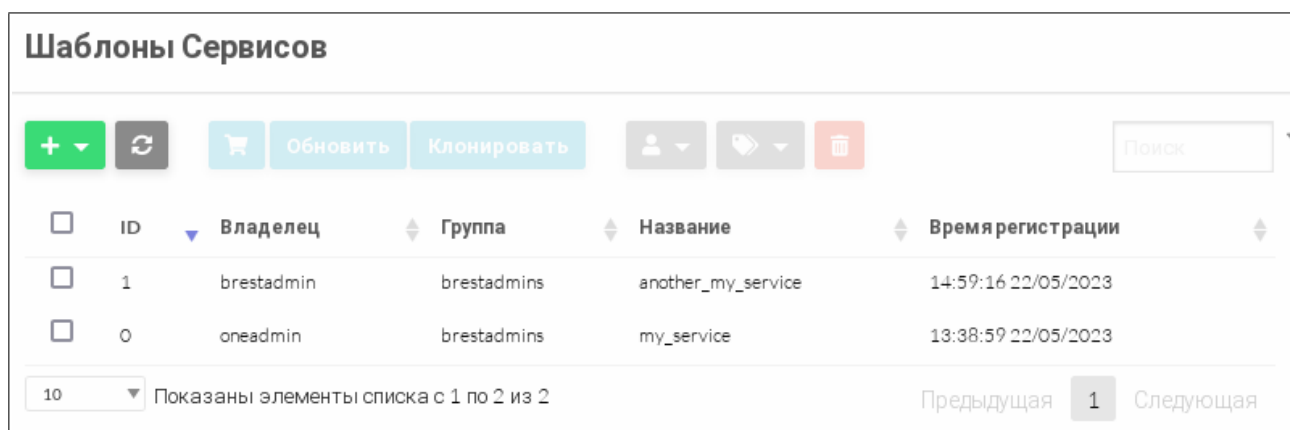 Шаблоны Сервисов
Обновить Клонировать Поиск
ID Владелец Группа Название Время регистрации
1 brestadmin brestadmins another_my_service 14:59:16 22/05/2023
0 oneadmin brestadmins my_service 13:38:59 22/05/2023
10 Показаны элементы списка с 1 по 2 из 2 Предыдущая 1 Следующая